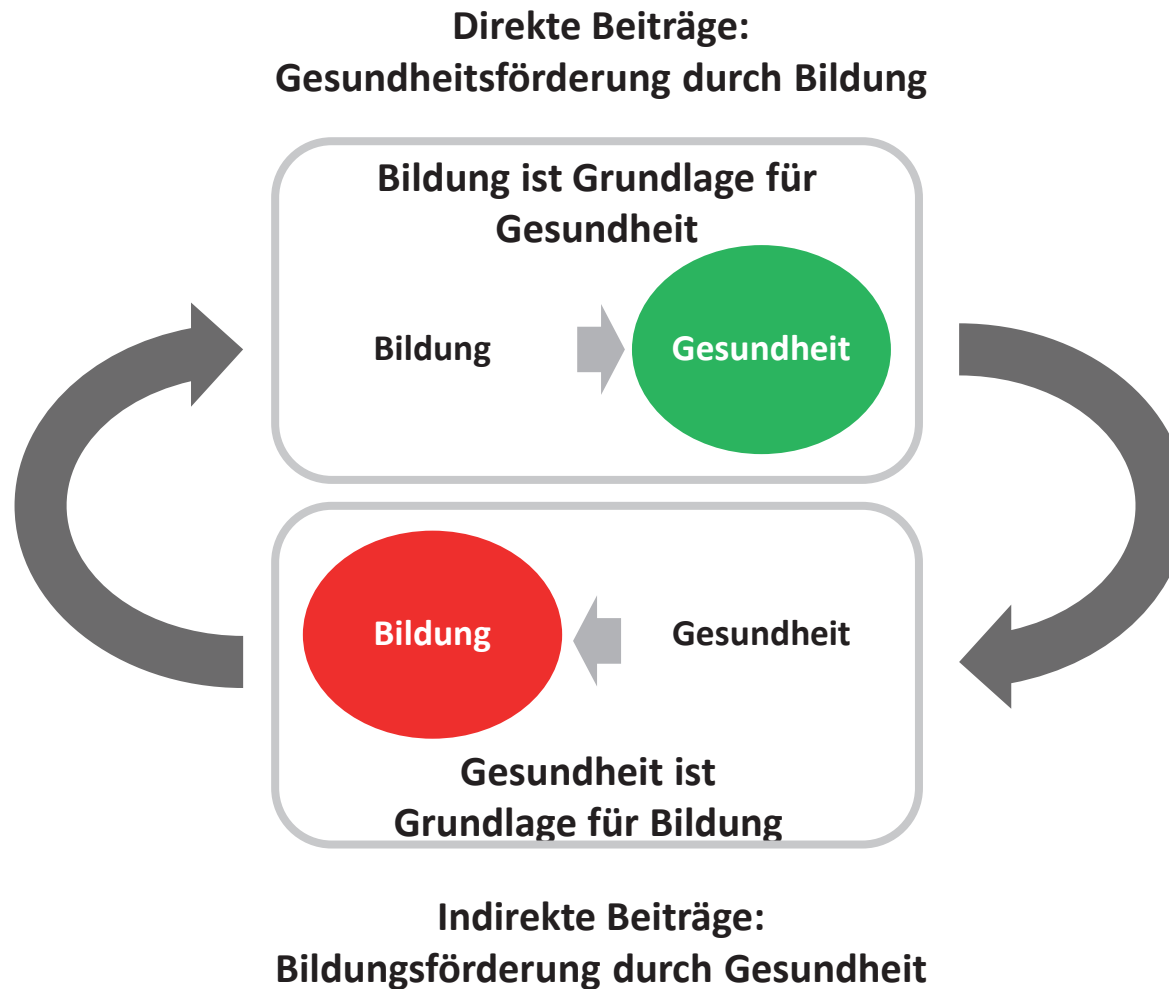 Direkte Beiträge:
Gesundheitsförderung durch Bildung
Bildung ist Grundlage für
Gesundheit
Bildung
Gesundheit
Bildung
Gesundheit
Gesundheit ist
Grundlage für Bildung
Indirekte Beiträge:
Bildungsförderung durch Gesundheit